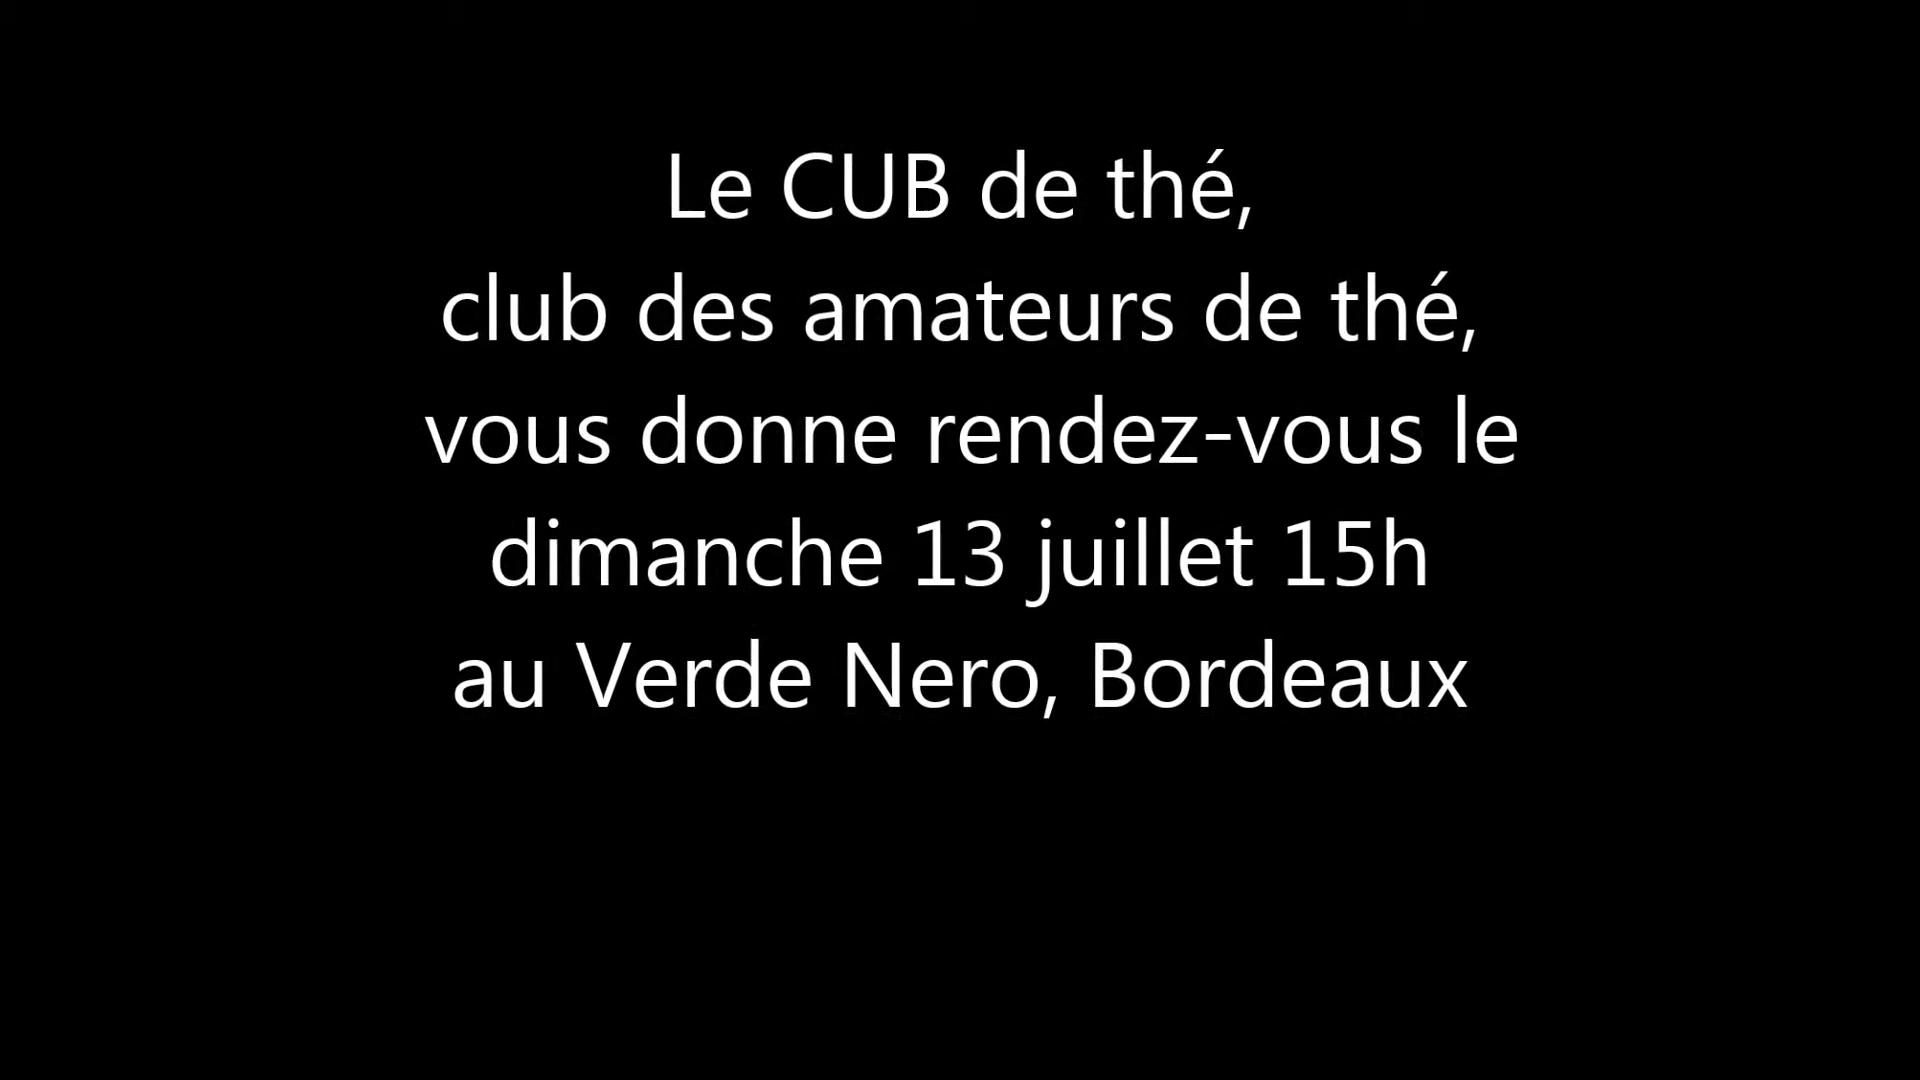 Le CUB de thé,
club des amateurs de thé,
vous donne rendez-vous le
dimanche 13 juillet 15h
au Verde Nero, Bordeaux